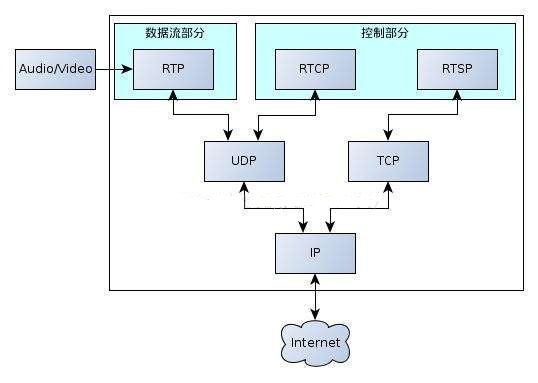 数据流部分
控制部分
Audio/Video
RTP
RTCP
RTSP
UDP
TCP
IP
Internet